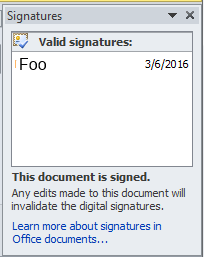 Signatures
Valid signatures:
Foo 3/6/2016
This document is signed.
Any edits made to this document will
invalidate the digital signatures.
Learn more about signatures in
Office documents...